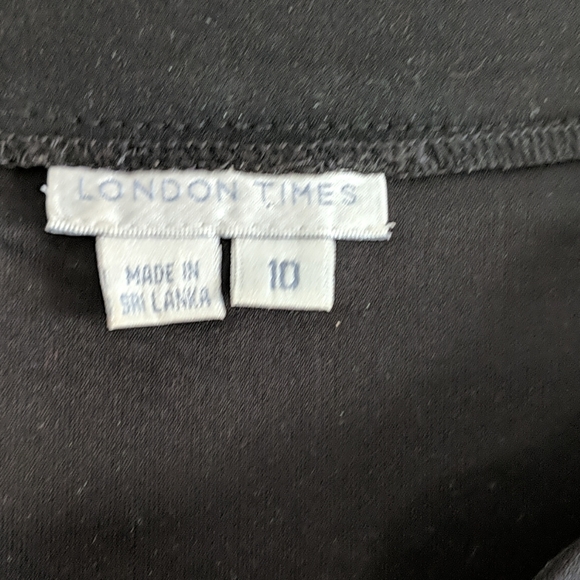 LONDON TIMES
MADE IN
SRI LANKA
10